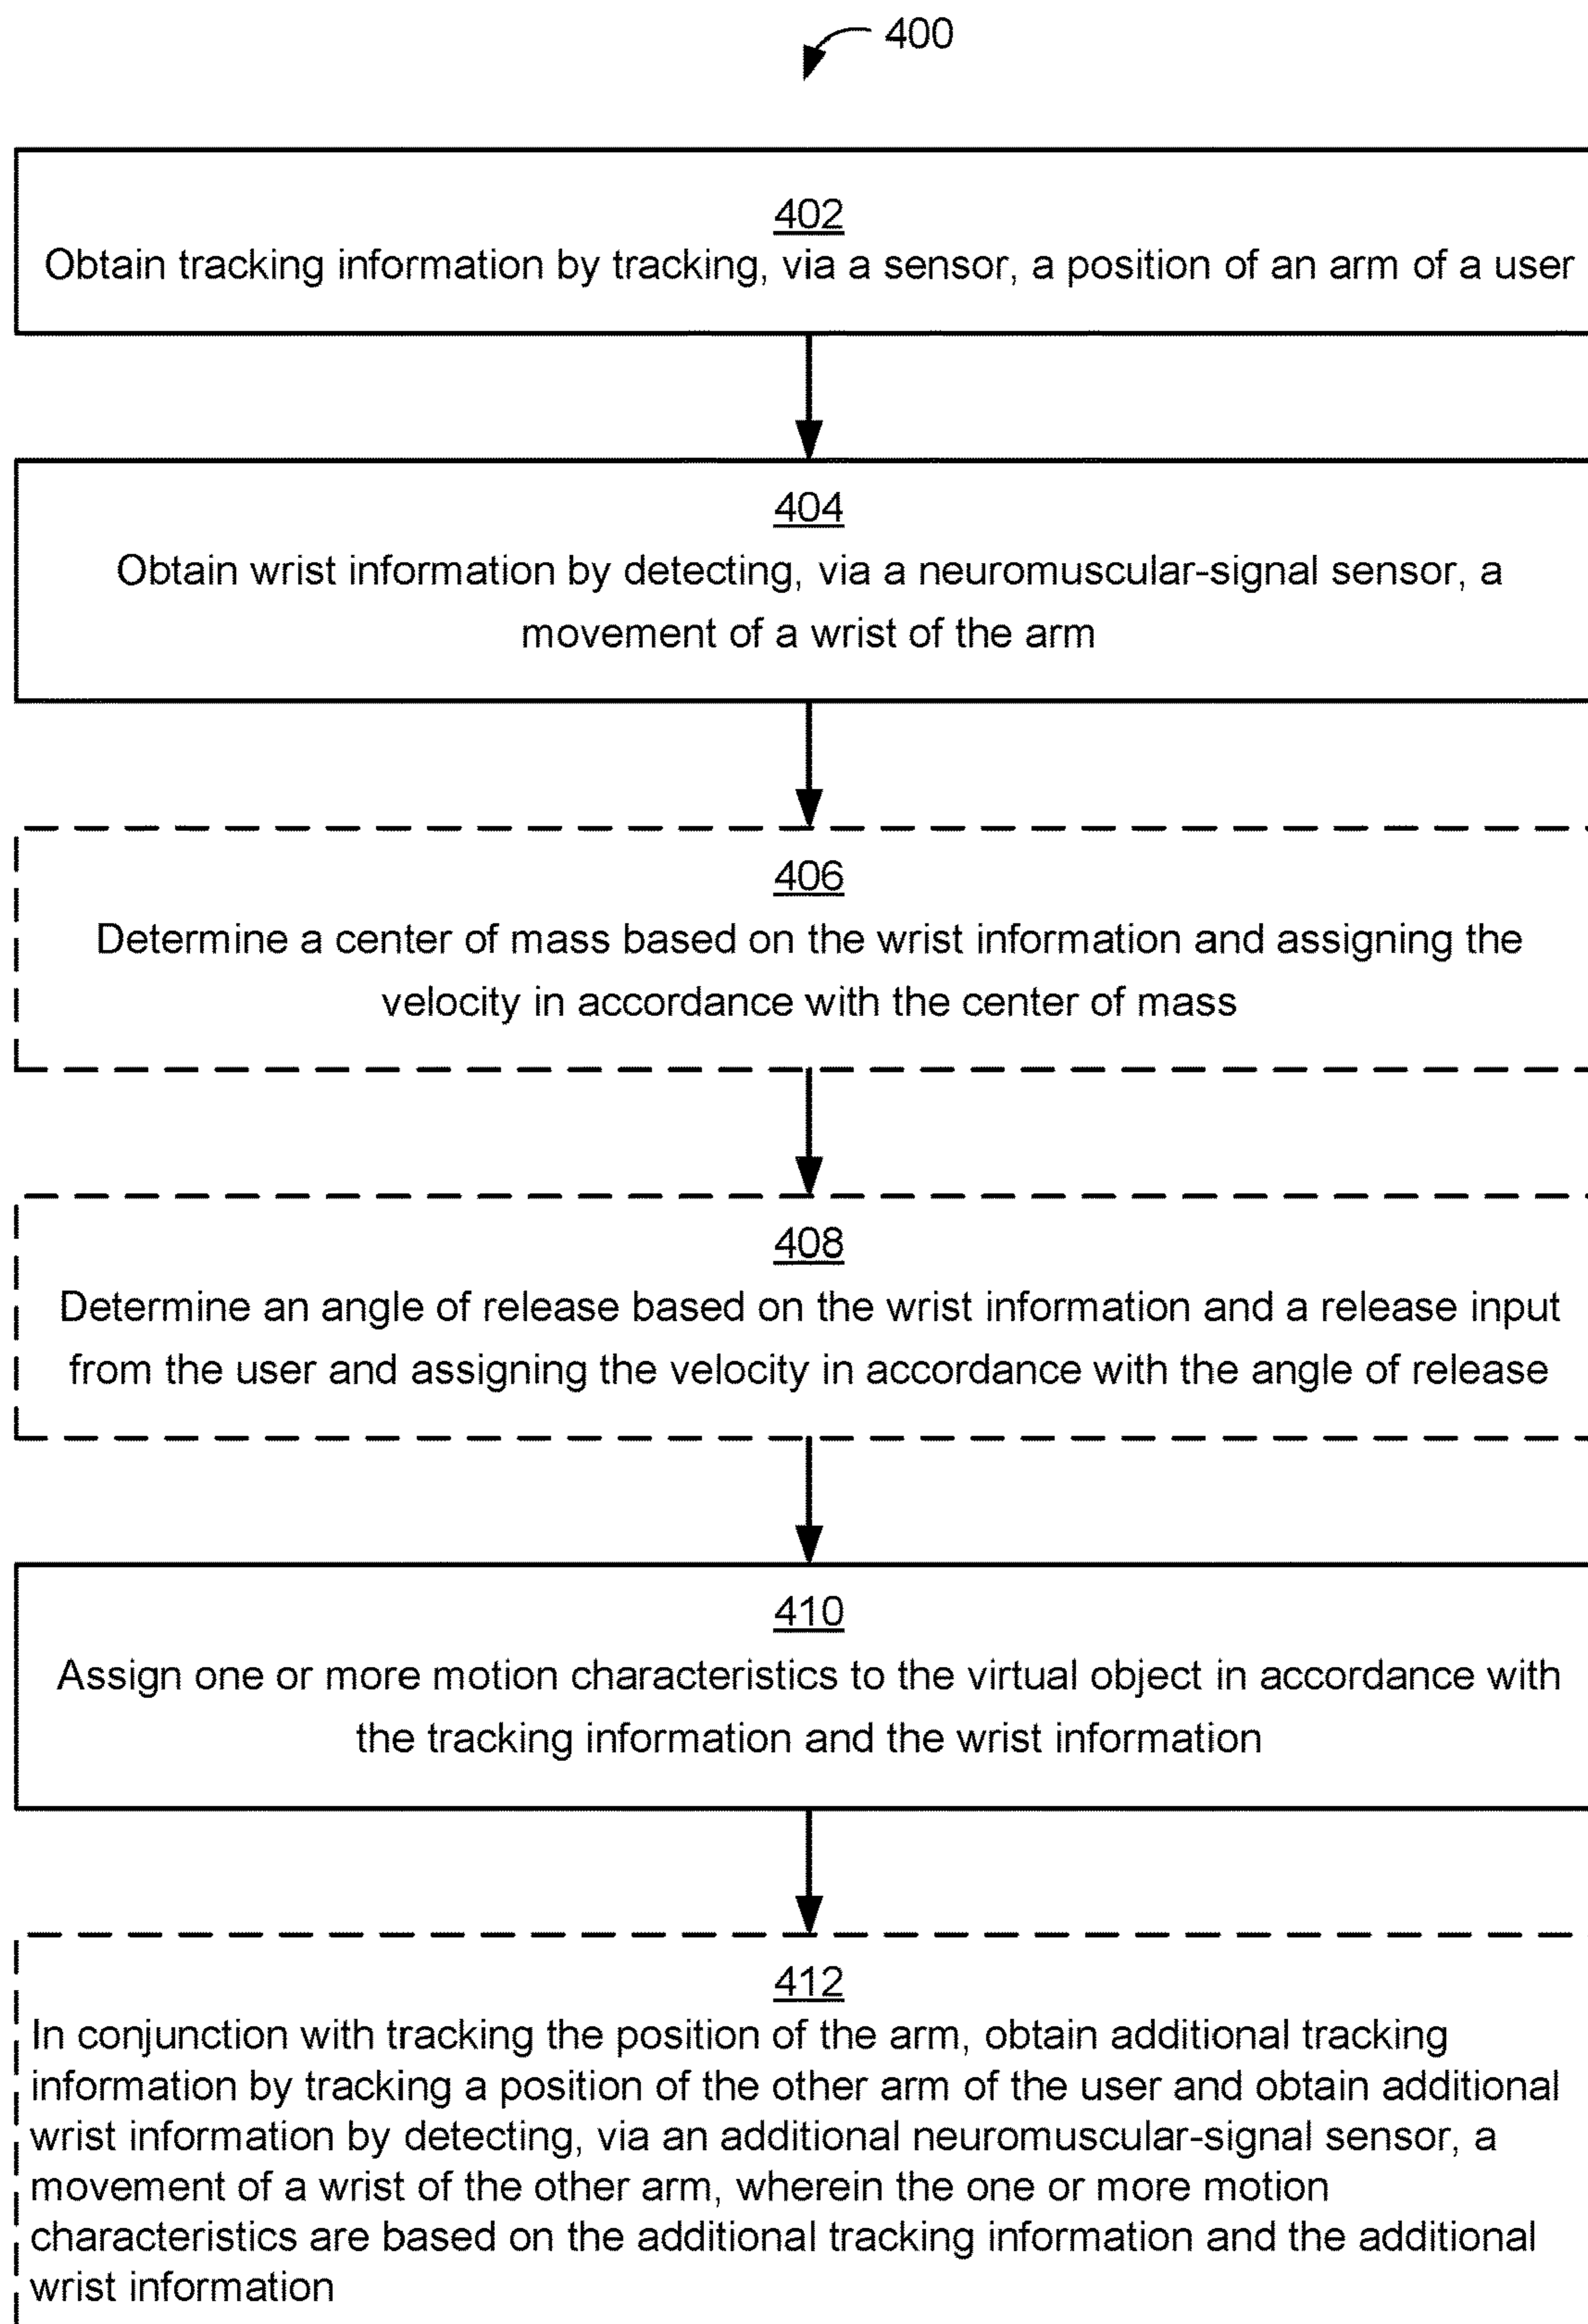 400
402
Obtain tracking information by tracking, via a sensor, a position of an arm of a user
404
Obtain wrist information by detecting, via a neuromuscular-signal sensor, a
movement of a wrist of the arm
406
Determine a center of mass based on the wrist information and assigning the
velocity in accordance with the center of mass
408
Determine an angle of release based on the wrist information and a release input
from the user and assigning the velocity in accordance with the angle of release
410
Assign one or more motion characteristics to the virtual object in accordance with
the tracking information and the wrist information
412
In conjunction with tracking the position of the arm, obtain additional tracking
information by tracking a position of the other arm of the user and obtain additional
wrist information by detecting, via an additional neuromuscular-signal sensor, a
movement of a wrist of the other arm, wherein the one or more motion
characteristics are based on the additional tracking information and the additional
wrist information